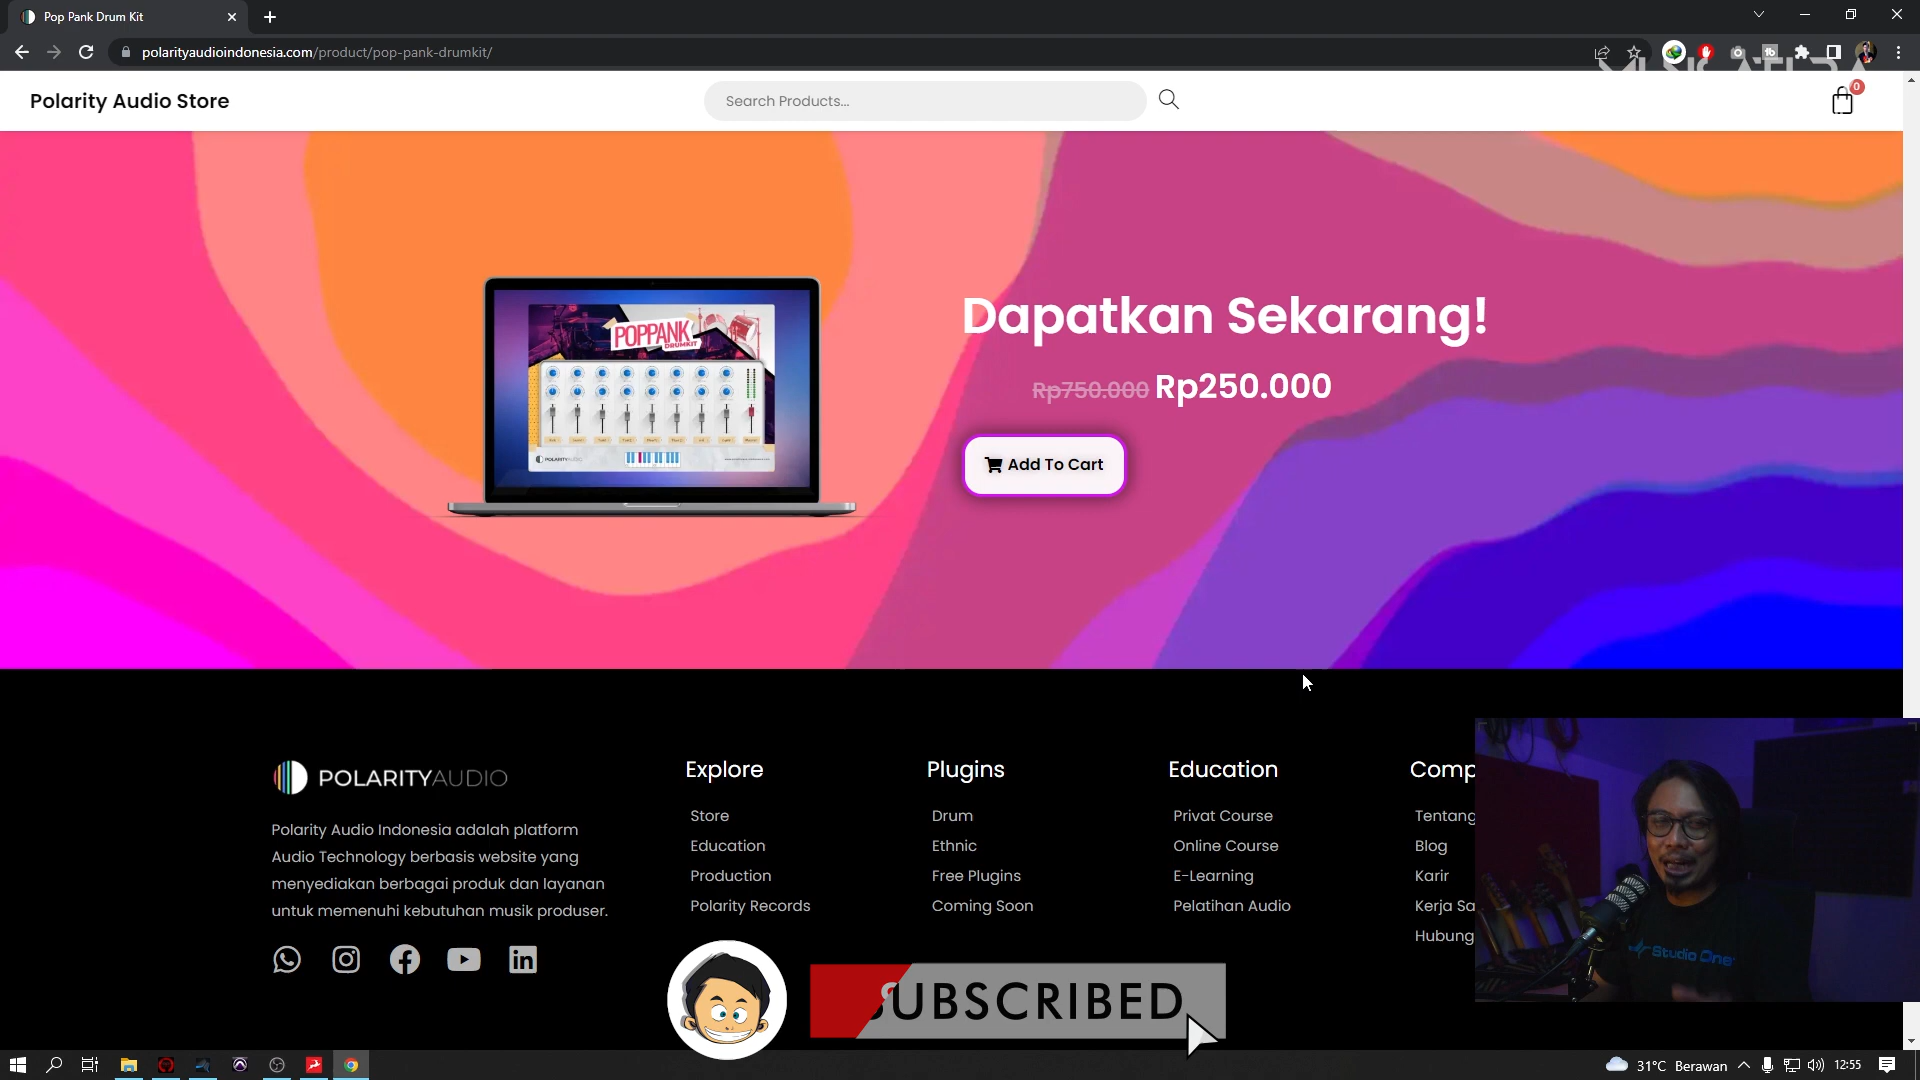 Pop Pank Drum Kit
polarityaudioindonesia.com/product/pop-pank-drumkit/
Polarity Audio Store
Search Products...
0
Dapatkan Sekarang!
Rp750.000 Rp250.000
Add To Cart
POPPANK
DRUMKIT
POLARITYAUDIO
POLARITYAUDIO
Polarity Audio Indonesia adalah platform
Audio Technology berbasis website yang
menyediakan berbagai produk dan layanan
untuk memenuhi kebutuhan musik produser.
Explore
Store
Education
Production
Polarity Records
Plugins
Drum
Ethnic
Free Plugins
Coming Soon
Education
Privat Course
Online Course
E-Learning
Pelatihan Audio
Comp
Tentang
Blog
Karir
Kerja Sa
Hubung
Studio One
SUBSCRIBED
31°C Berawan
12:55